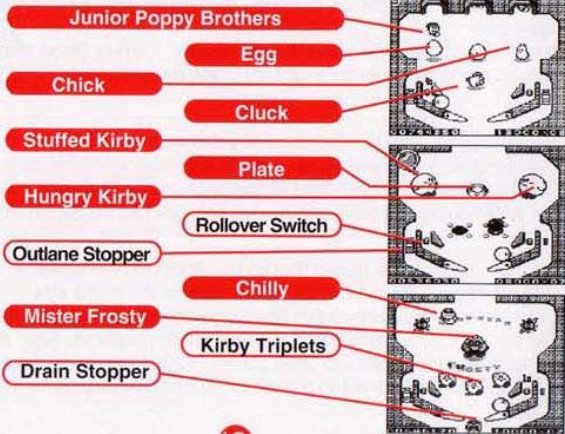 Junior Poppy Brothers
Egg
Chick
Cluck
Stuffed Kirby
Plate
Hungry Kirby
Rollover Switch
Outlane Stopper
Chilly
Mister Frosty
Kirby Triplets
Drain Stopper
FROSTY